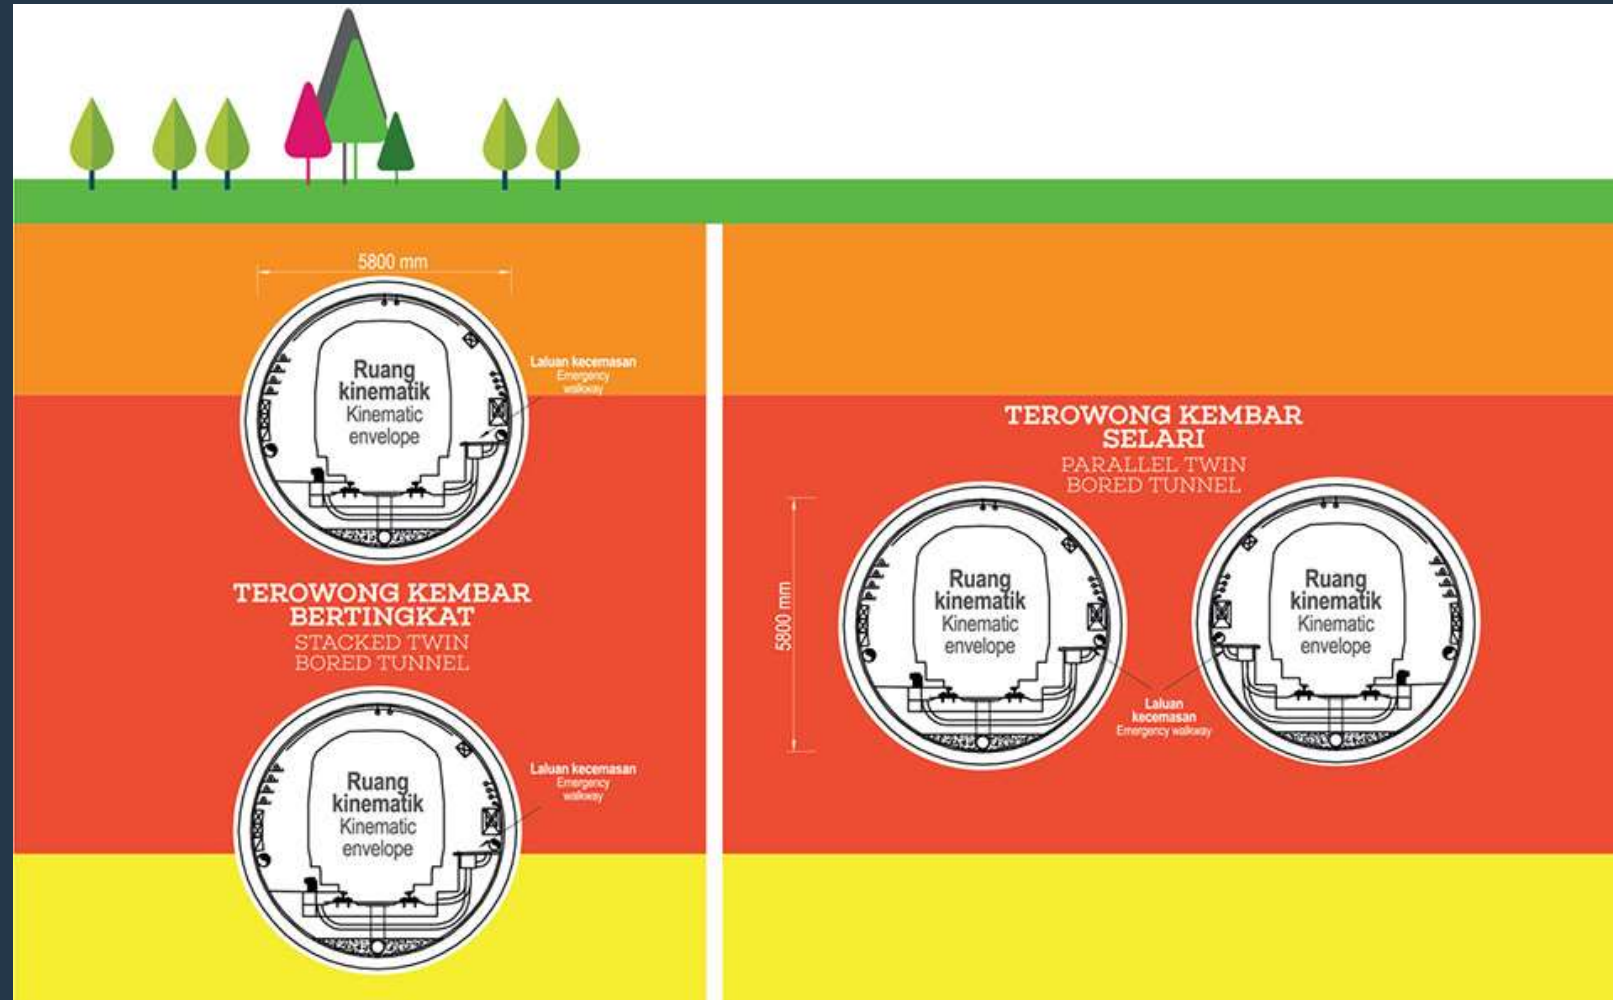 5800 mm
Ruang
kinematik
Kinematic
envelope
Laluan kecemasan
Emergency
walkway
TEROWONG KEMBAR
BERTINGKAT
STACKED TWIN
BORED TUNNEL
Ruang
kinematik
Kinematic
envelope
Laluan kecemasan
Emergency
walkway
TEROWONG KEMBAR
SELARI
PARALLEL TWIN
BORED TUNNEL
5800 mm
Ruang
kinematik
Kinematic
envelope
Ruang
kinematik
Kinematic
envelope
Laluan
kecemasan
Emergency walkway